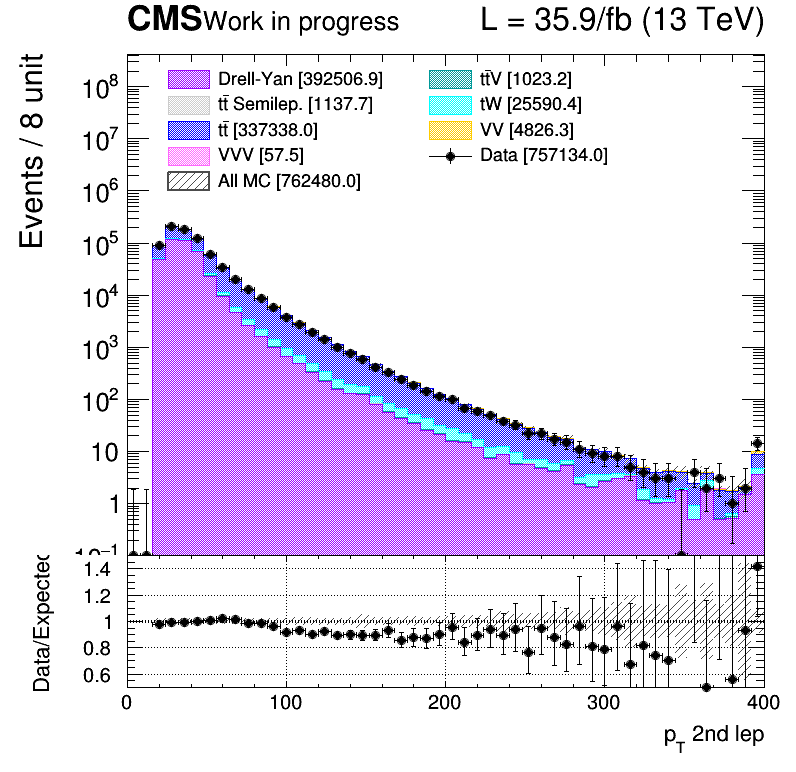 CMS Work in progress L = 35.9/fb (13 TeV)
Events / 8 unit
Drell-Yan [392506.9]
tt̄V [1023.2]
tt̄ Semilep. [1137.7]
tW [25590.4]
tt̄ [337338.0]
VV [4826.3]
VVV [57.5]
Data [757134.0]
All MC [762480.0]
10⁸
10⁷
10⁶
10⁵
10⁴
10³
10²
10
1
10⁻¹
Data/Expected
1.4
1.2
1
0.8
0.6
0 100 200 300 400
p_T 2nd lep